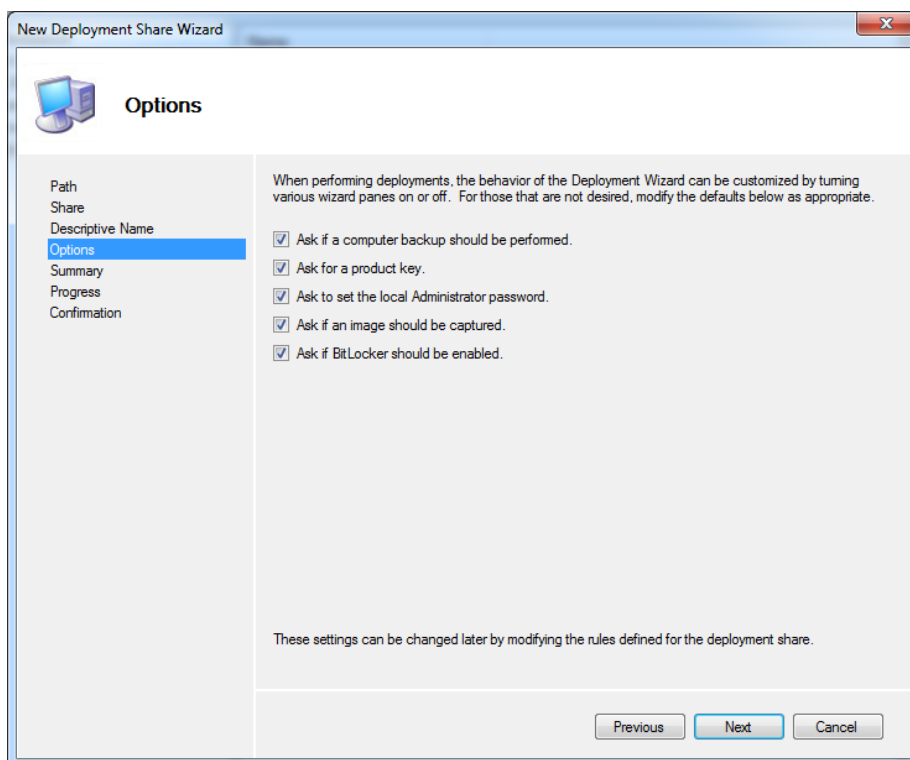 New Deployment Share Wizard
Options
Path
Share
Descriptive Name
Options
Summary
Progress
Confirmation
When performing deployments, the behavior of the Deployment Wizard can be customized by turning
various wizard panes on or off.  For those that are not desired, modify the defaults below as appropriate.
Ask if a computer backup should be performed.
Ask for a product key.
Ask to set the local Administrator password.
Ask if an image should be captured.
Ask if BitLocker should be enabled.
These settings can be changed later by modifying the rules defined for the deployment share.
Previous
Next
Cancel